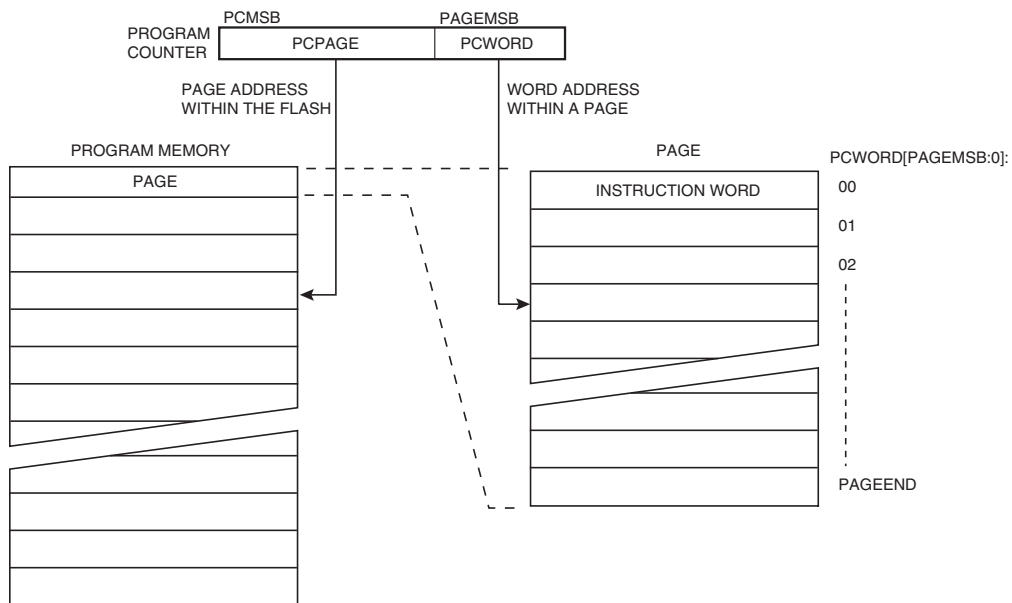 PCMSB
PAGEMSB
PROGRAM
COUNTER
PCPAGE
PCWORD
PAGE ADDRESS
WITHIN THE FLASH
WORD ADDRESS
WITHIN A PAGE
PROGRAM MEMORY
PAGE
PAGE
PCWORD[PAGEMSB:0]:
INSTRUCTION WORD
00
01
02
PAGEEND